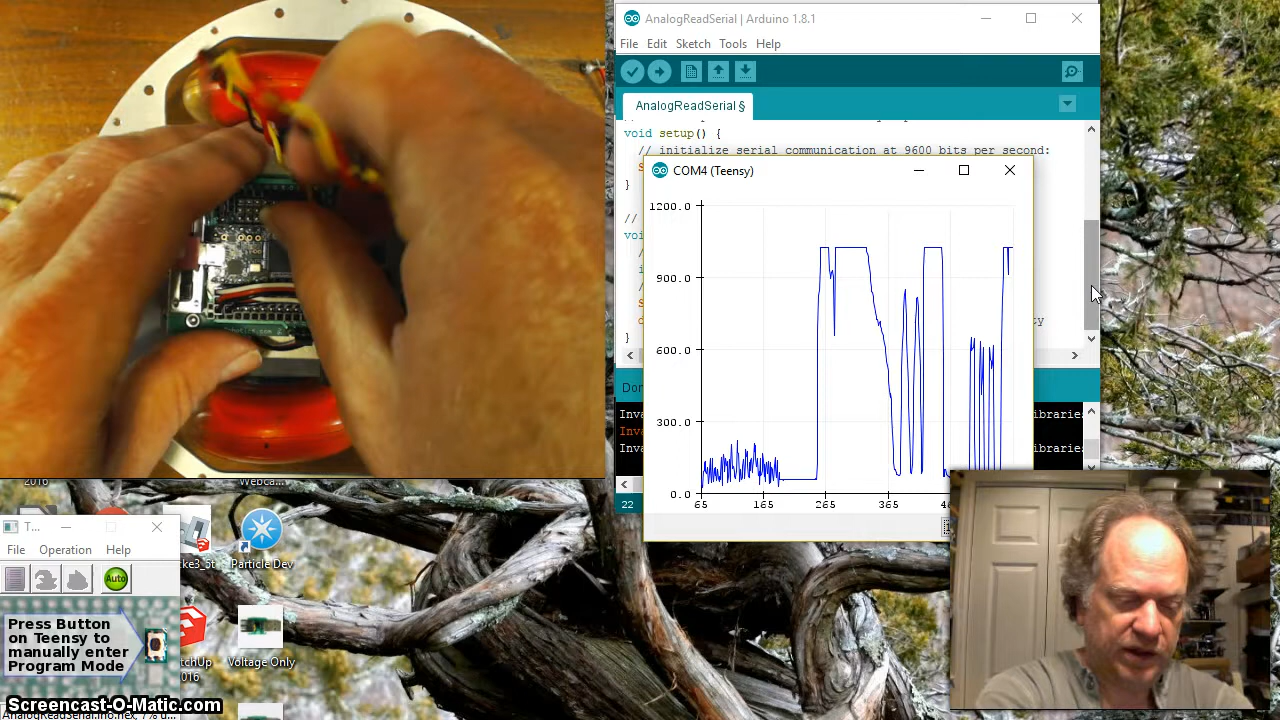 AnalogReadSerial | Arduino 1.8.1
File Edit Sketch Tools Help
AnalogReadSerial §
void setup() {
// initialize serial communication at 9600 bits per second:
}
COM4 (Teensy)
//
1200.0
900.0
600.0
300.0
0.0
65 165 265 365
}
22
2016
T...
File Operation Help
Auto
Particle Dev
Press Button
on Teensy to
manually enter
Program Mode
2016
Voltage Only
Screencast-O-Matic.com